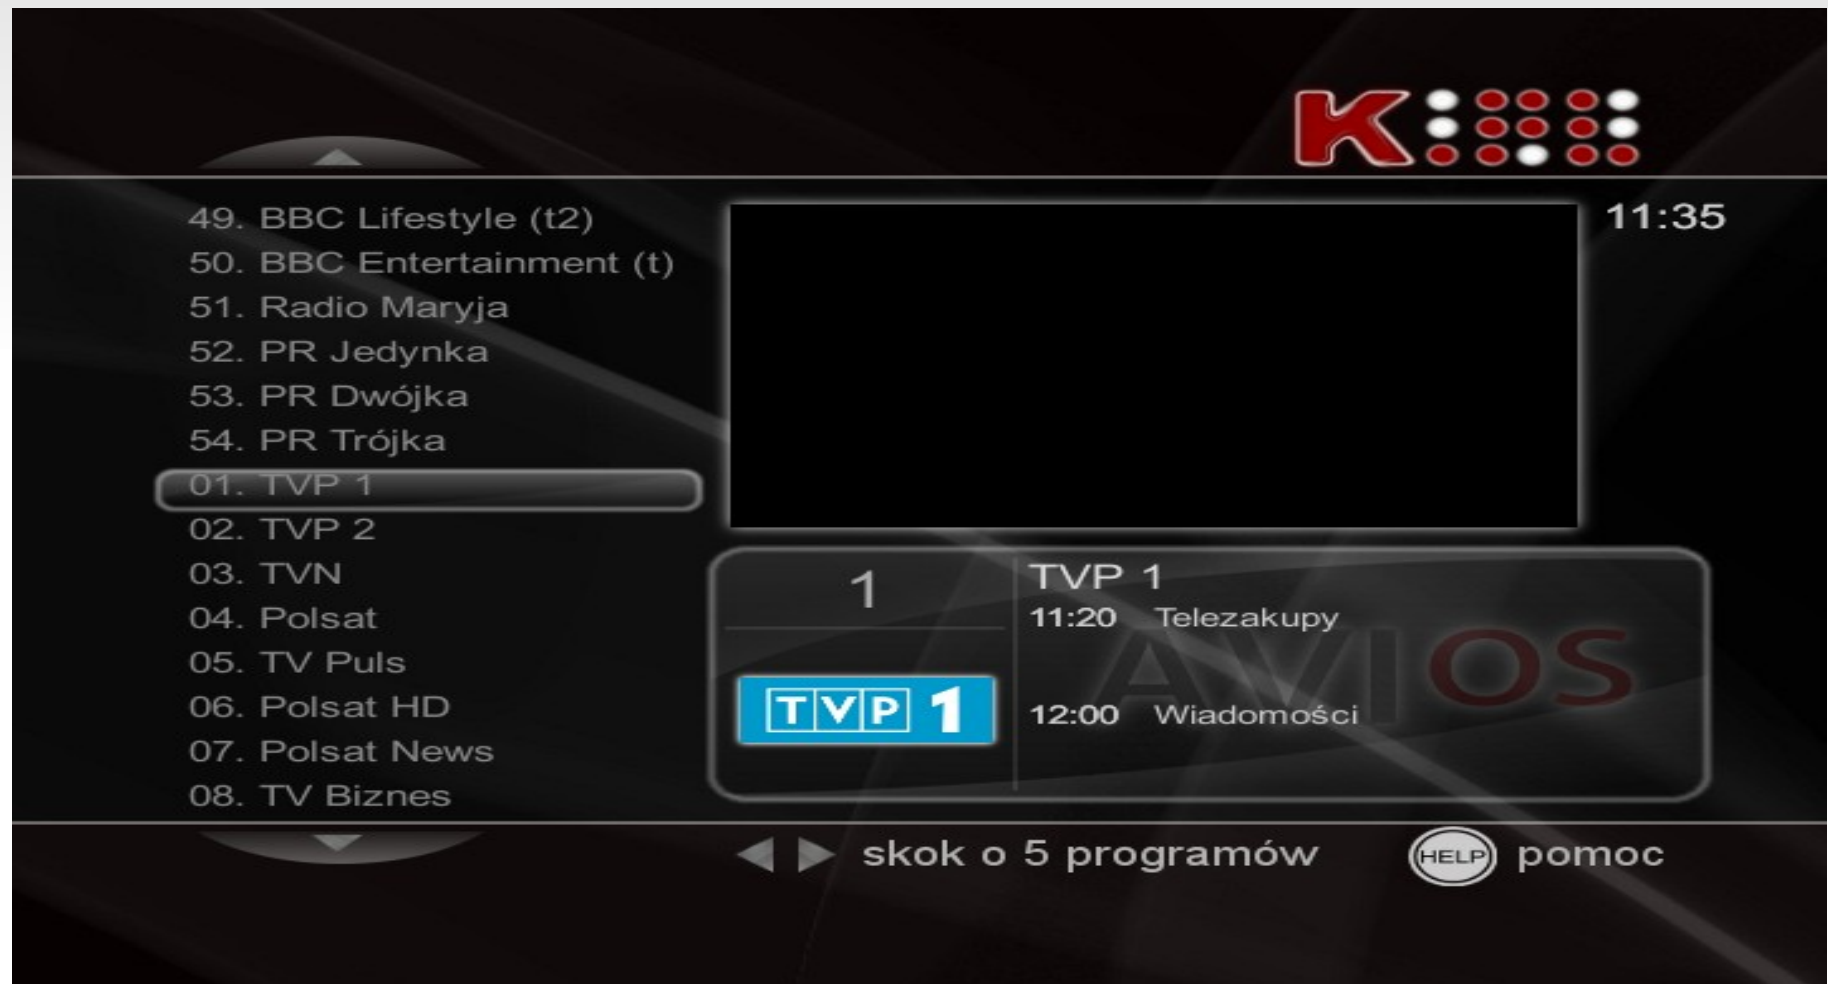 K
49. BBC Lifestyle (t2)
50. BBC Entertainment (t)
51. Radio Maryja
52. PR Jedynka
53. PR Dwójka
54. PR Trójka
01. TVP 1
02. TVP 2
03. TVN
04. Polsat
05. TV Puls
06. Polsat HD
07. Polsat News
08. TV Biznes
11:35
1
TVP 1
TVP 1
11:20 Telezakupy
12:00 Wiadomości
AVIOS
skok o 5 programów
HELP pomoc